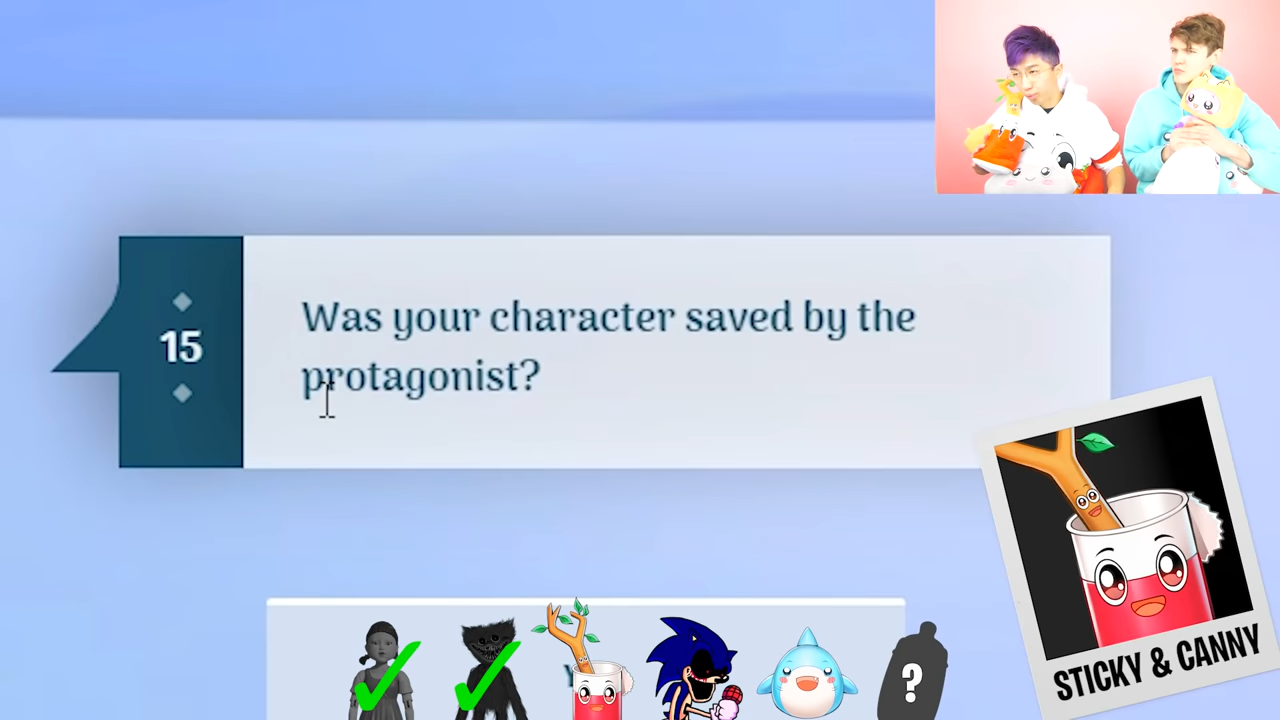 15
Was your character saved by the
protagonist?
Y
?
STICKY & CANNY